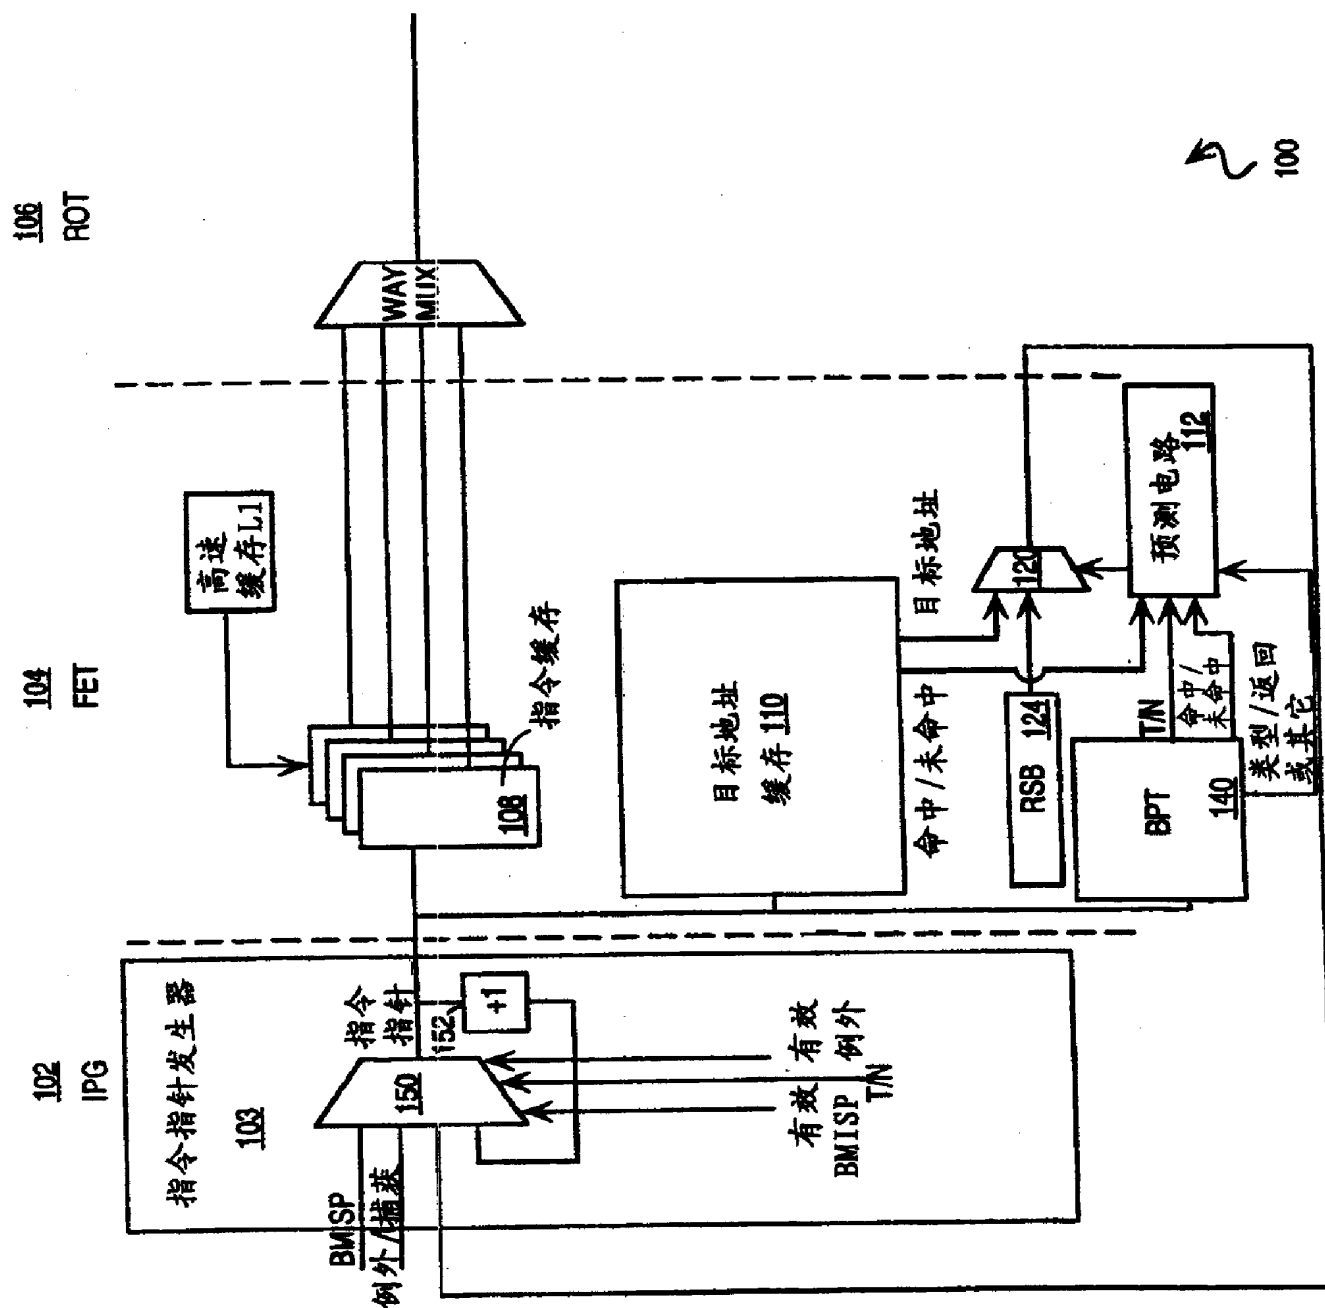 102
IPG
104
FET
106
ROT
指令指针发生器
103
BMISP
例外/捕获
150
指令
指针
152
+1
有效
例外
T/N
有效
BMISP
高速
缓存L1
108
指令缓存
WAY
MUX
目标地址
缓存 110
目标地址
命中/未命中
RSB 124
120
BPT
140
T/N
命中/
未命中
类型/返回
或其它
预测电路
112
100